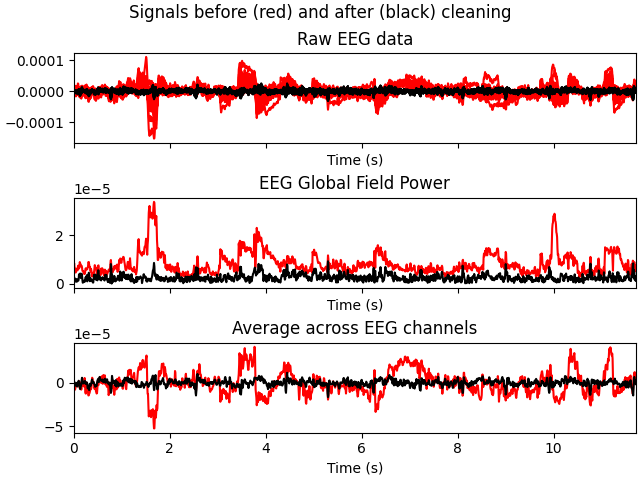 Signals before (red) and after (black) cleaning
Raw EEG data
0.0001
0.0000
−0.0001
Time (s)
1e−5
EEG Global Field Power
2
0
Time (s)
1e−5
Average across EEG channels
0
−5
0 2 4 6 8 10
Time (s)